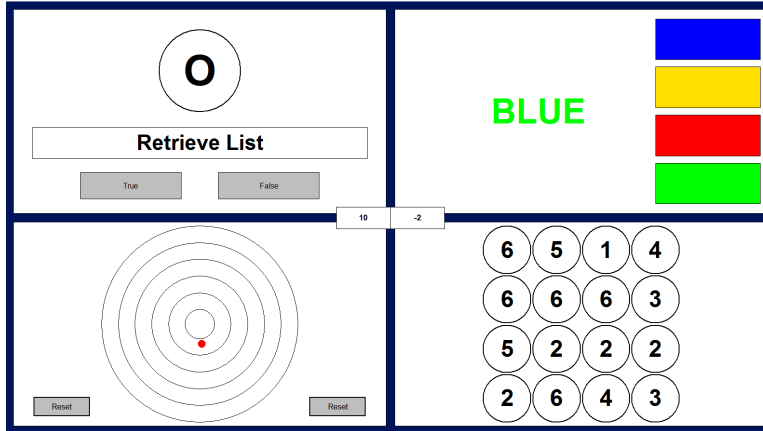 O
Retrieve List
True False
BLUE
10 -2
Reset Reset
6 5 1 4
6 6 6 3
5 2 2 2
2 6 4 3